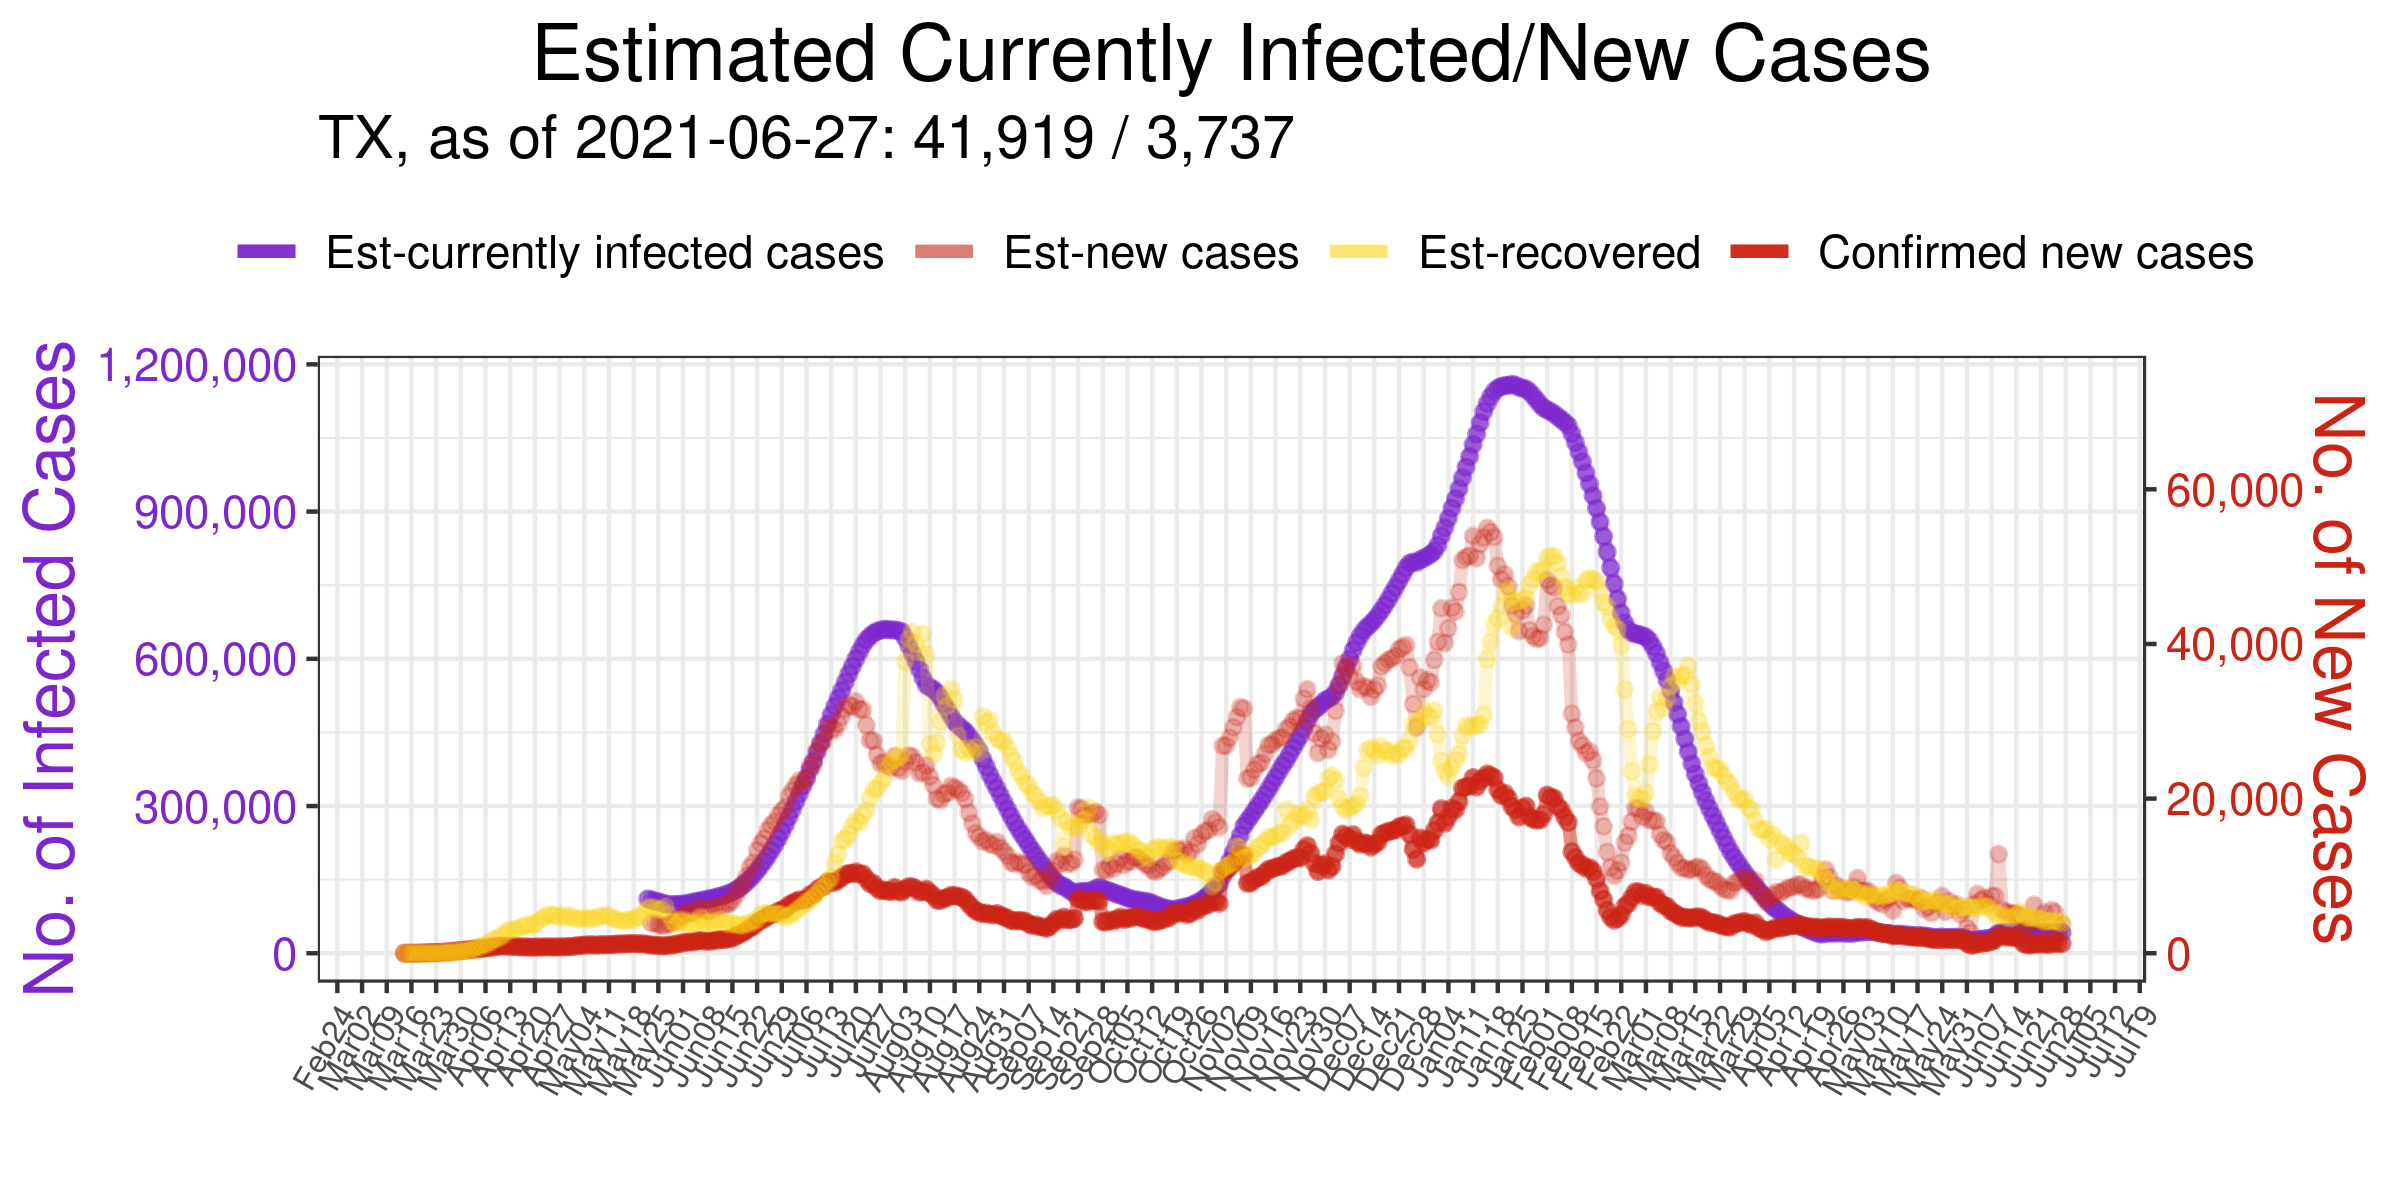 Estimated Currently Infected/New Cases
TX, as of 2021-06-27: 41,919 / 3,737
Est-currently infected cases Est-new cases Est-recovered Confirmed new cases
No. of Infected Cases
1,200,000
900,000
600,000
300,000
0
60,000
40,000
20,000
0
No. of New Cases
Feb24 Mar02 Mar09 Mar16 Mar23 Mar30 Apr06 Apr13 Apr20 Apr27 May04 May11 May18 May25 Jun01 Jun08 Jun15 Jun22 Jun29 Jul06 Jul13 Jul20 Jul27 Aug03 Aug10 Aug17 Aug24 Aug31 Sep07 Sep14 Sep21 Sep28 Oct05 Oct12 Oct19 Oct26 Nov02 Nov09 Nov16 Nov23 Nov30 Dec07 Dec14 Dec21 Dec28 Jan04 Jan11 Jan18 Jan25 Feb01 Feb08 Feb15 Feb22 Mar01 Mar08 Mar15 Mar22 Mar29 Apr05 Apr12 Apr19 Apr26 May03 May10 May17 May24 May31 Jun07 Jun14 Jun21 Jun28 Jul05 Jul12 Jul19